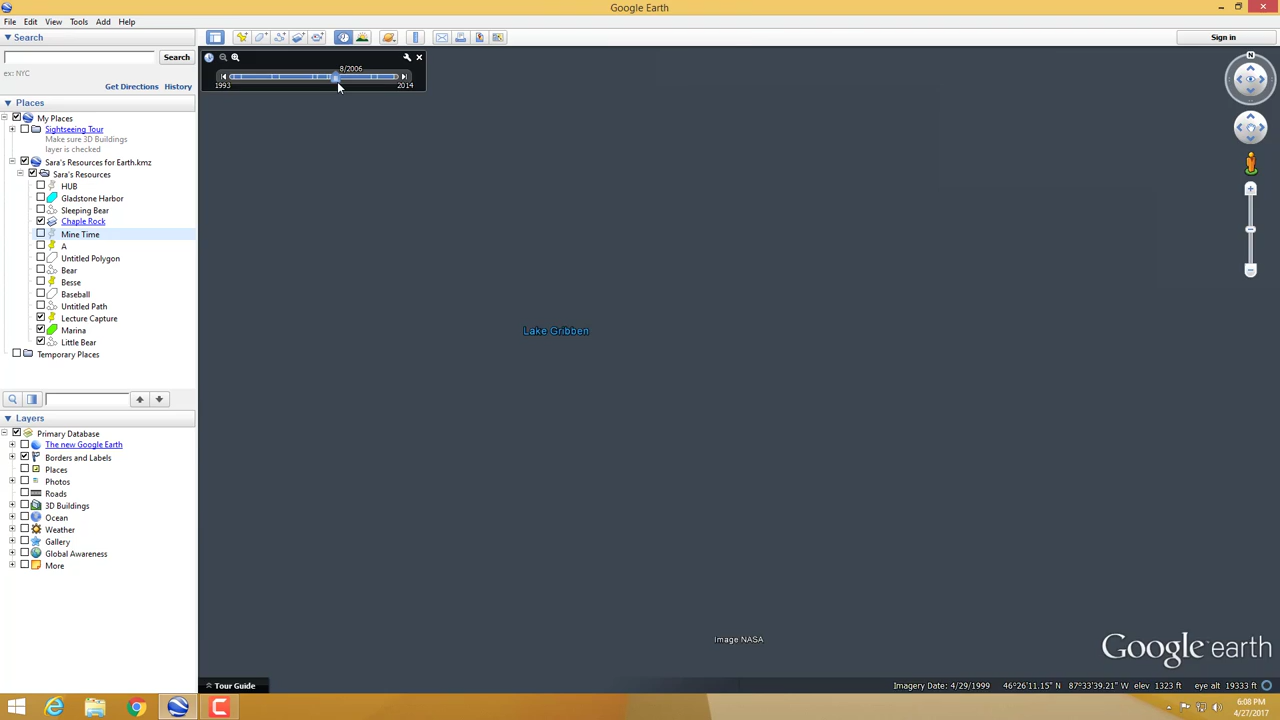 Google Earth
File Edit View Tools Add Help
Search
Search
ex: NYC
Get Directions History
Places
My Places
Sightseeing Tour
Make sure 3D Buildings
layer is checked
Sara's Resources for Earth.kmz
Sara's Resources
HUB
Gladstone Harbor
Sleeping Bear
Chaple Rock
Mine Time
A
Untitled Polygon
Bear
Besse
Baseball
Untitled Path
Lecture Capture
Marina
Little Bear
Temporary Places
Layers
Primary Database
The new Google Earth
Borders and Labels
Places
Photos
Roads
3D Buildings
Ocean
Weather
Gallery
Global Awareness
More
Sign in
8/2006
1993 2014
N
Lake Gribben
Image NASA
Google earth
Tour Guide
Imagery Date: 4/29/1999 46°26'11.15" N 87°33'39.21" W elev 1323 ft eye alt 19333 ft
6:08 PM
4/27/2017